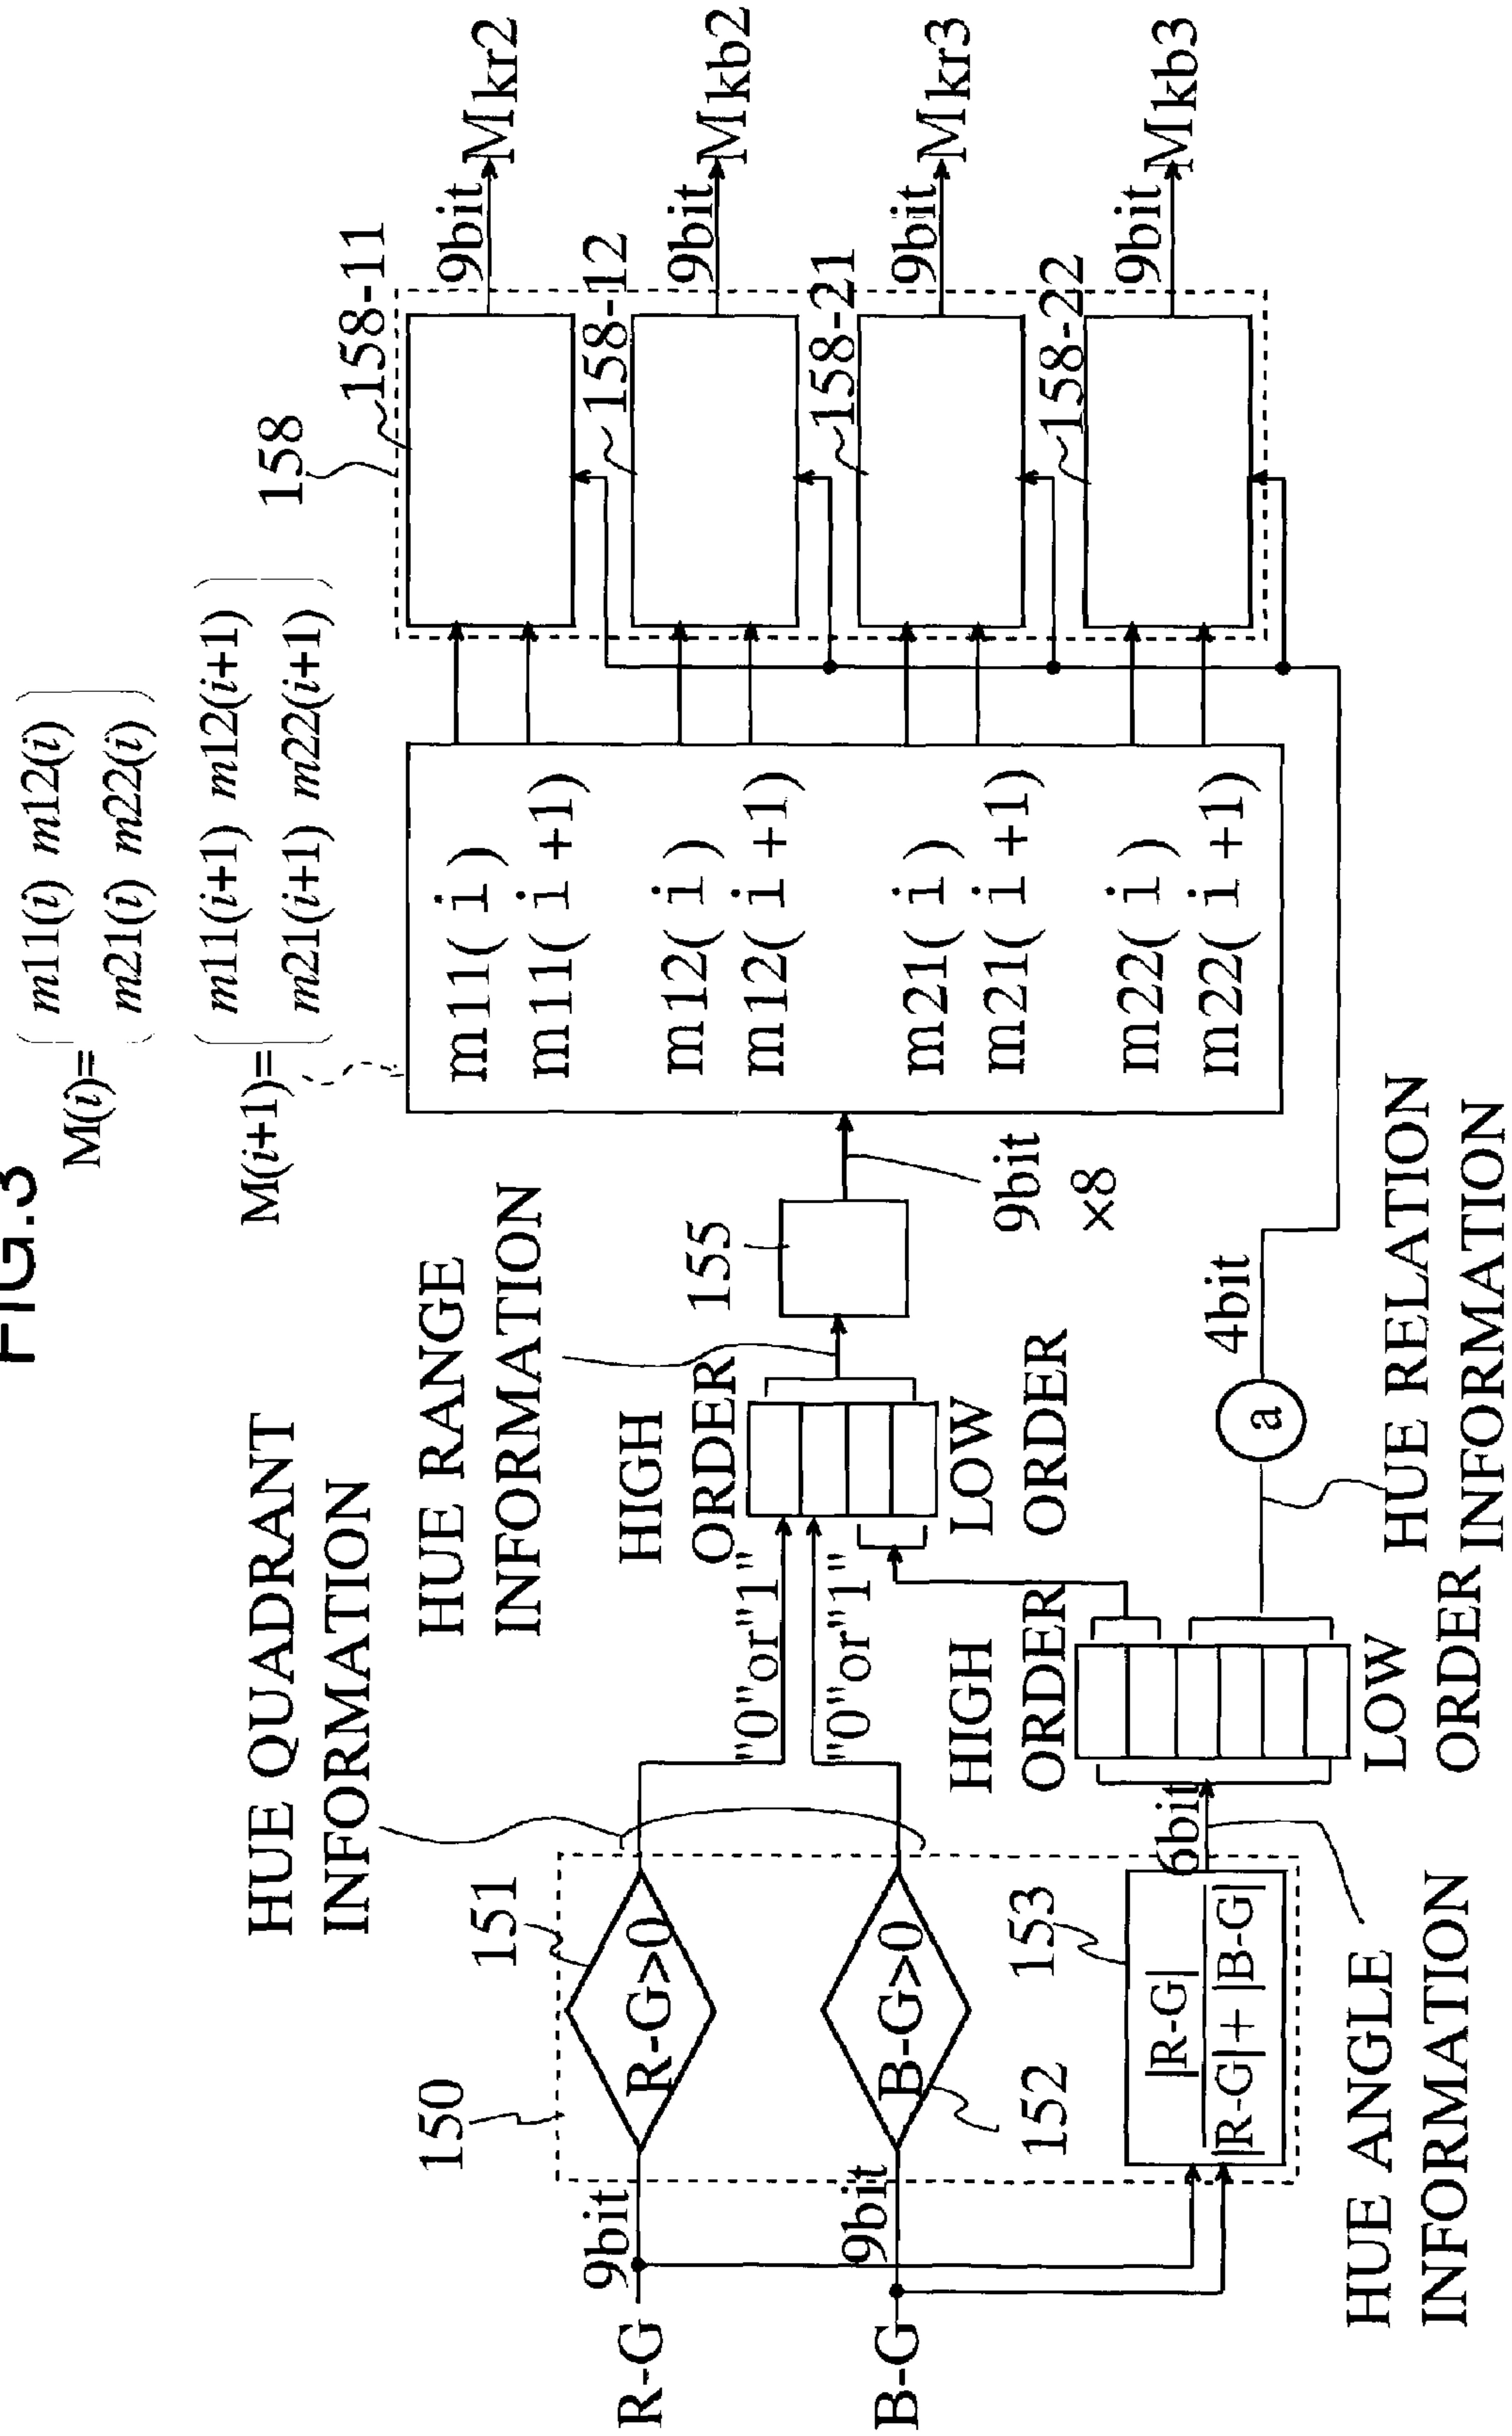 FIG.3
M(i)=
m11(i) m12(i)
m21(i) m22(i)
M(i+1)=
m11(i+1) m12(i+1)
m21(i+1) m22(i+1)
HUE QUADRANT
INFORMATION
HUE RANGE
INFORMATION
158
158-11
150
151
R-G
9bit
R-G>0
"0"or"1"
HIGH
ORDER
155
m11( i )
m11( i +1)
9bit
Mkr2
158-12
B-G
9bit
B-G>0
152
"0"or"1"
LOW
ORDER
9bit
×8
m12( i )
m12( i +1)
9bit
Mkb2
158-21
m21( i )
m21( i +1)
9bit
Mkr3
158-22
153
|R-G|
|R-G|+|B-G|
6bit
HIGH
ORDER
LOW
ORDER
a
4bit
m22( i )
m22( i +1)
9bit
Mkb3
HUE ANGLE
INFORMATION
HUE RELATION
INFORMATION